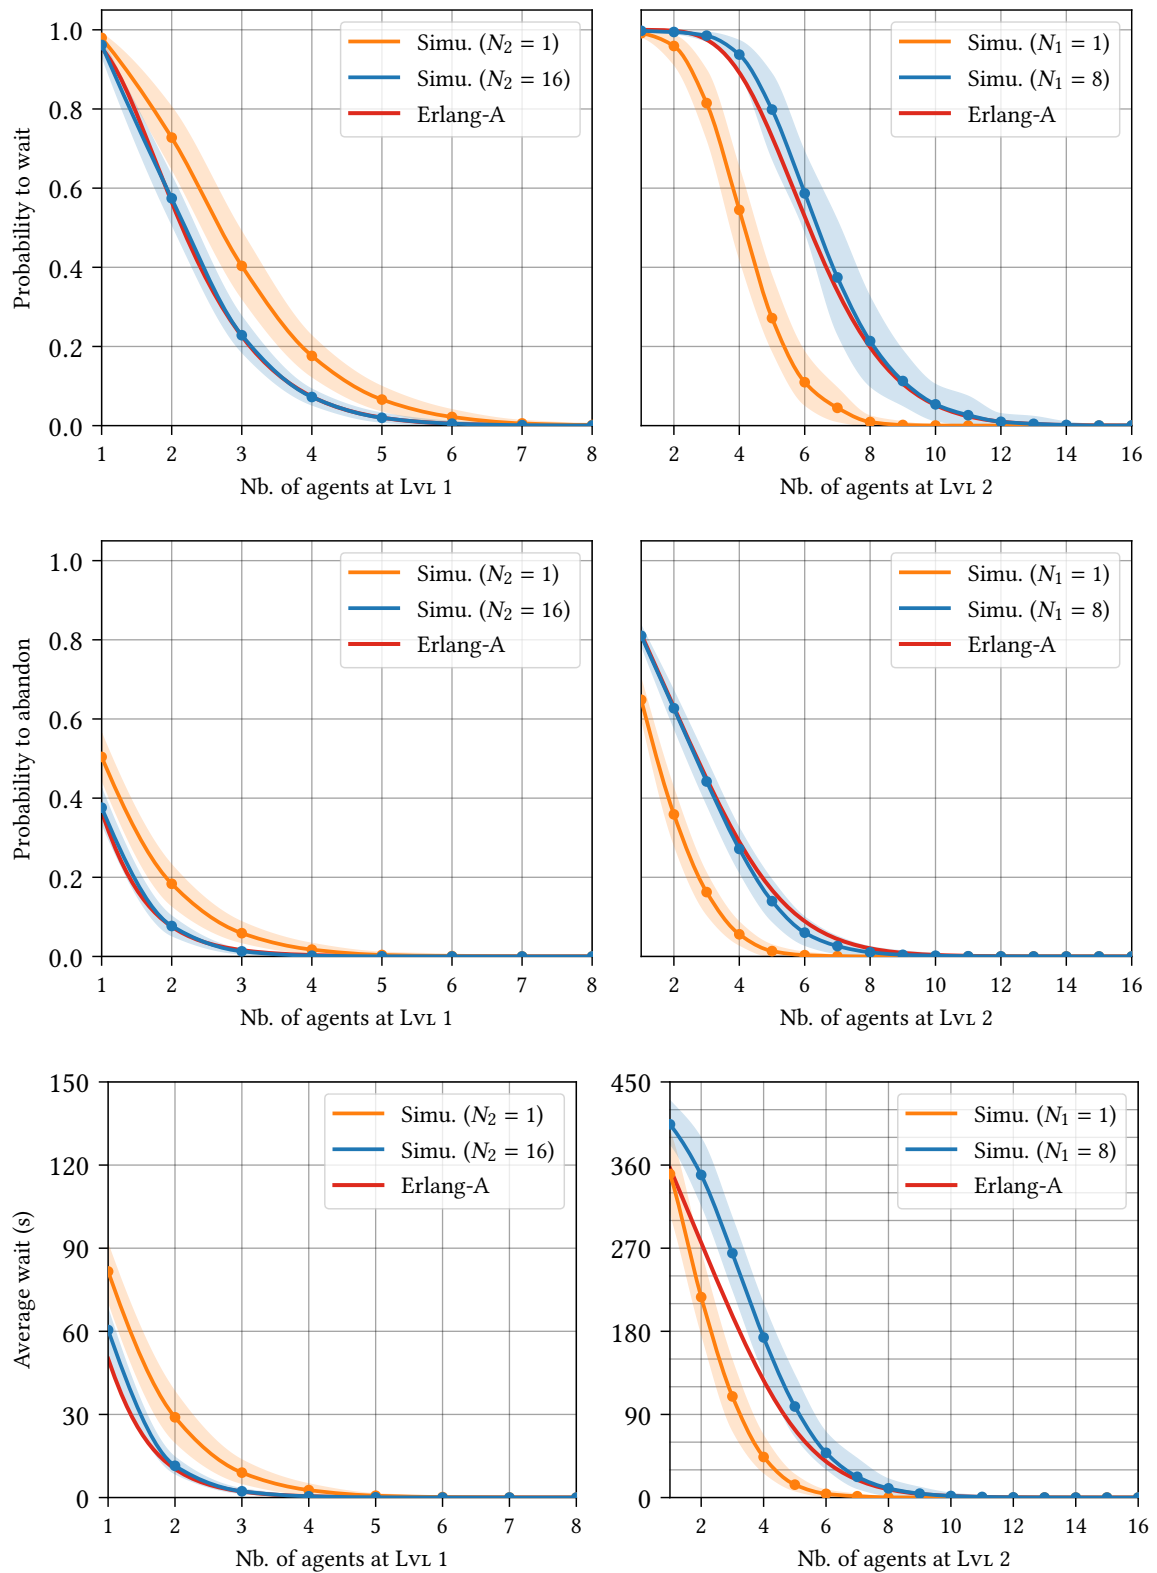 Probability to wait
1.0
0.8
0.6
0.4
0.2
0.0
1 2 3 4 5 6 7 8
Nb. of agents at Lvl 1
Simu. (N₂ = 1)
Simu. (N₂ = 16)
Erlang-A
2 4 6 8 10 12 14 16
Nb. of agents at Lvl 2
Simu. (N₁ = 1)
Simu. (N₁ = 8)
Erlang-A
Probability to abandon
1.0
0.8
0.6
0.4
0.2
0.0
1 2 3 4 5 6 7 8
Nb. of agents at Lvl 1
Simu. (N₂ = 1)
Simu. (N₂ = 16)
Erlang-A
2 4 6 8 10 12 14 16
Nb. of agents at Lvl 2
Simu. (N₁ = 1)
Simu. (N₁ = 8)
Erlang-A
Average wait (s)
150
120
90
60
30
0
1 2 3 4 5 6 7 8
Nb. of agents at Lvl 1
Simu. (N₂ = 1)
Simu. (N₂ = 16)
Erlang-A
450
360
270
180
90
0
2 4 6 8 10 12 14 16
Nb. of agents at Lvl 2
Simu. (N₁ = 1)
Simu. (N₁ = 8)
Erlang-A